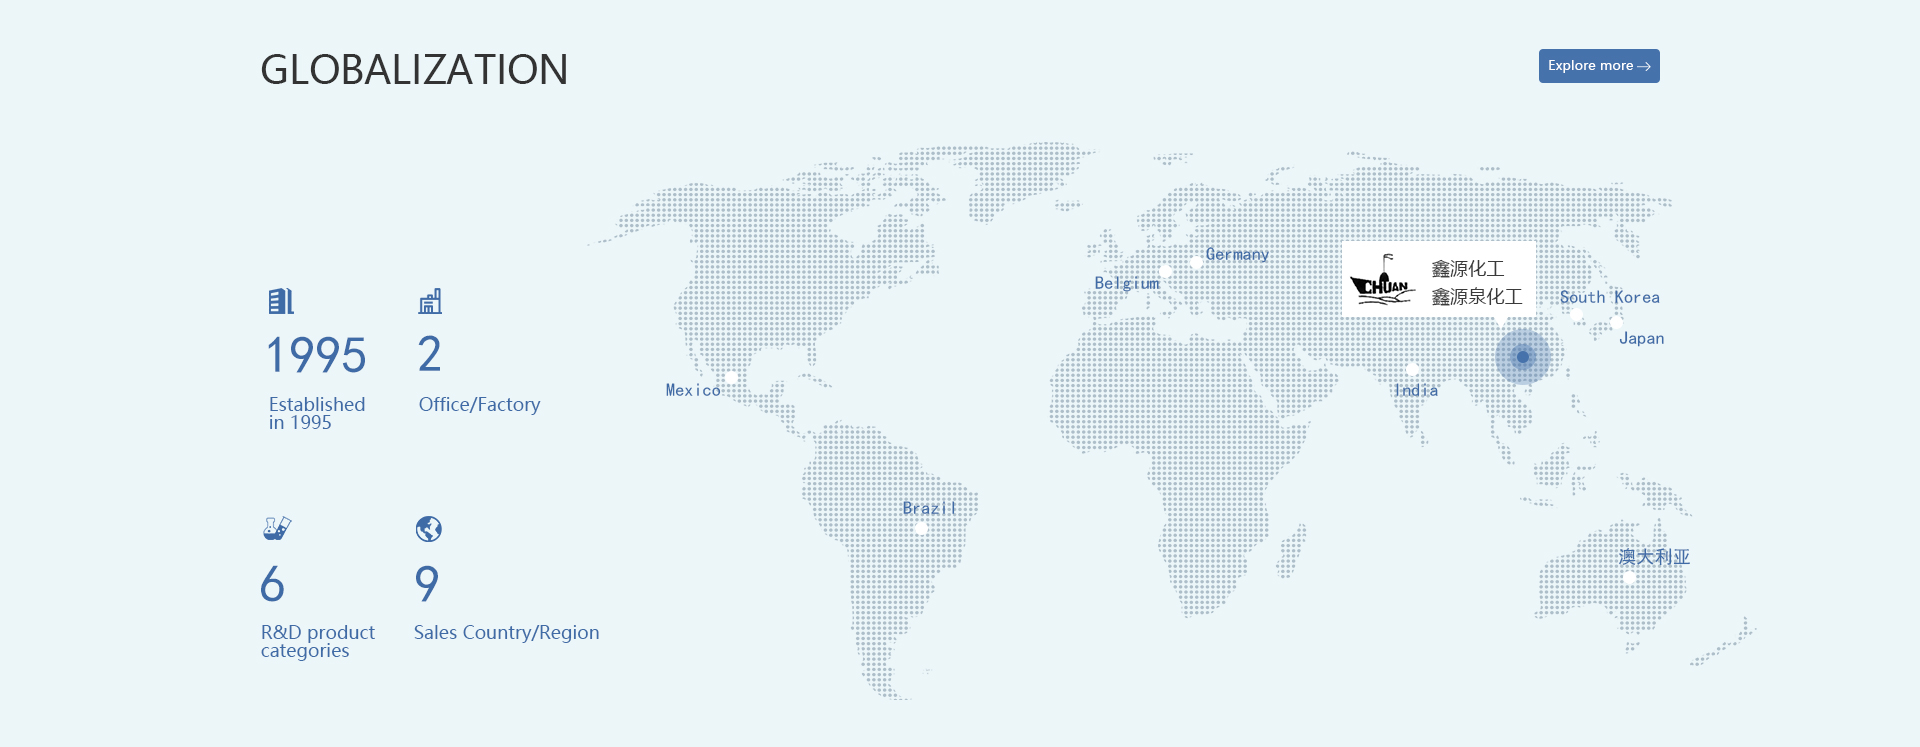 GLOBALIZATION
Explore more
1995
Established
in 1995
2
Office/Factory
6
R&D product
categories
9
Sales Country/Region
Germany
Belgium
CHUAN
鑫源化工
鑫源泉化工
South Korea
Japan
India
Mexico
Brazil
澳大利亚